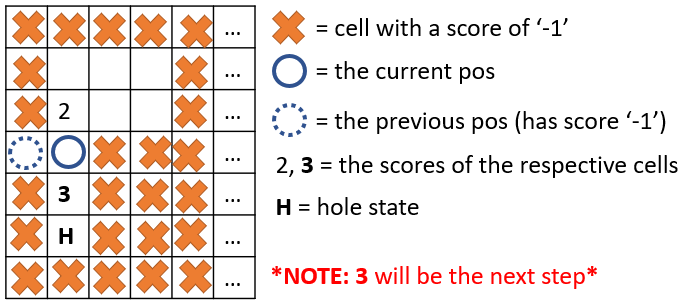 ...
= cell with a score of ‘-1’
...
= the current pos
2
...
= the previous pos (has score ‘-1’)
...
2, 3 = the scores of the respective cells
3
...
H = hole state
H
...
*NOTE: 3 will be the next step*
...